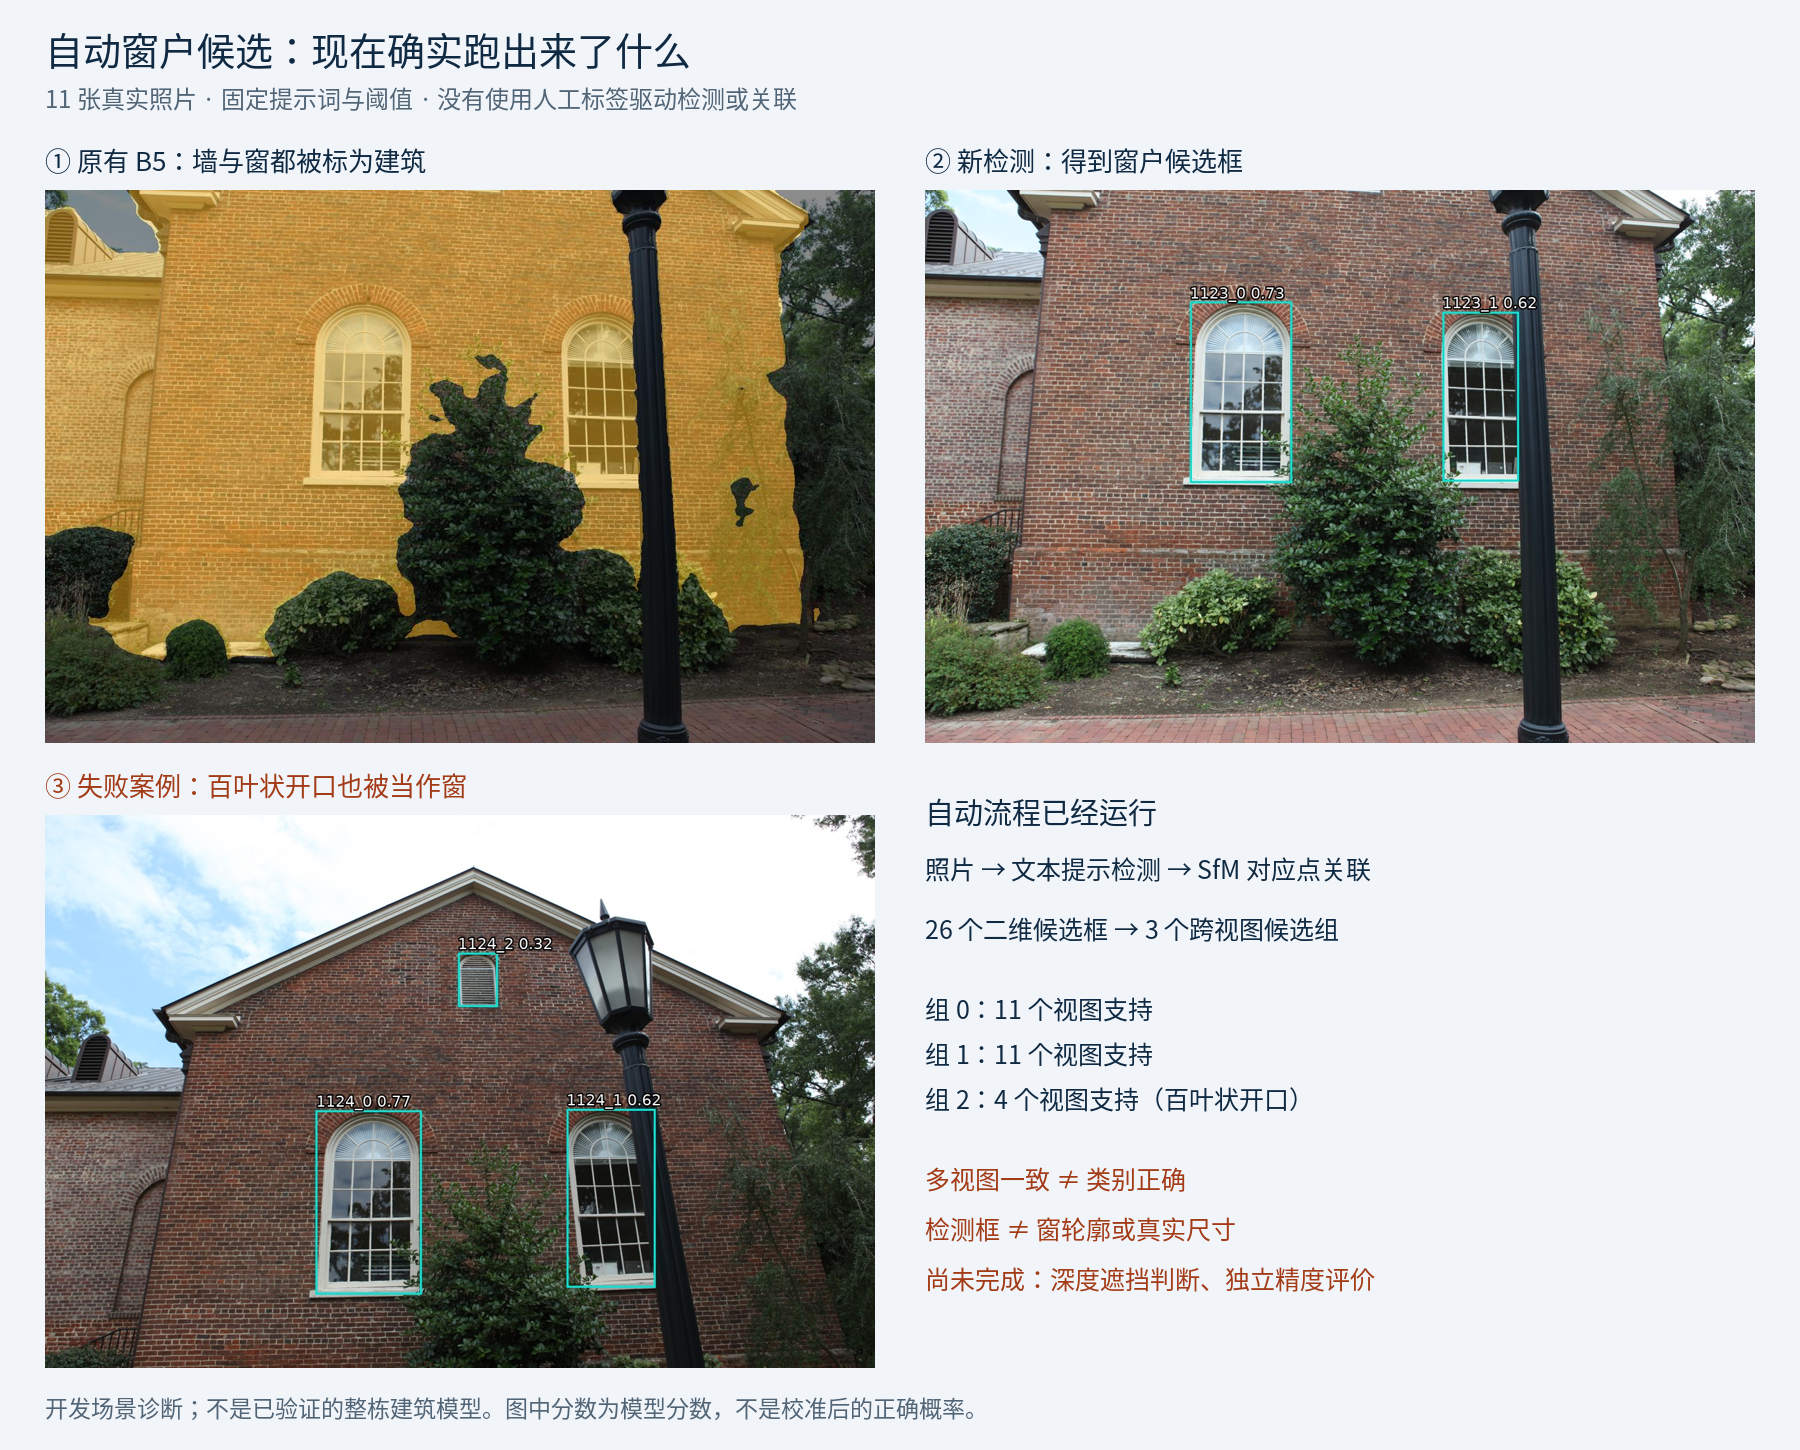 自动窗户候选：现在确实跑出来了什么
11 张真实照片 · 固定提示词与阈值 · 没有使用人工标签驱动检测或关联
① 原有 B5：墙与窗都被标为建筑
② 新检测：得到窗户候选框
1123_0 0.73
1123_1 0.62
③ 失败案例：百叶状开口也被当作窗
1124_2 0.32
1124_0 0.77
1124_1 0.62
自动流程已经运行
照片 → 文本提示检测 → SfM 对应点关联
26 个二维候选框 → 3 个跨视图候选组
组 0：11 个视图支持
组 1：11 个视图支持
组 2：4 个视图支持（百叶状开口）
多视图一致 ≠ 类别正确
检测框 ≠ 窗轮廓或真实尺寸
尚未完成：深度遮挡判断、独立精度评价
开发场景诊断；不是已验证的整栋建筑模型。图中分数为模型分数，不是校准后的正确概率。